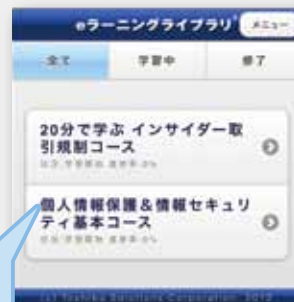 eラーニングライブラリ® メニュー
全て 学習中 修了
20分で学ぶ インサイダー取
引規制コース
個人情報保護&情報セキュリ
ティ基本コース